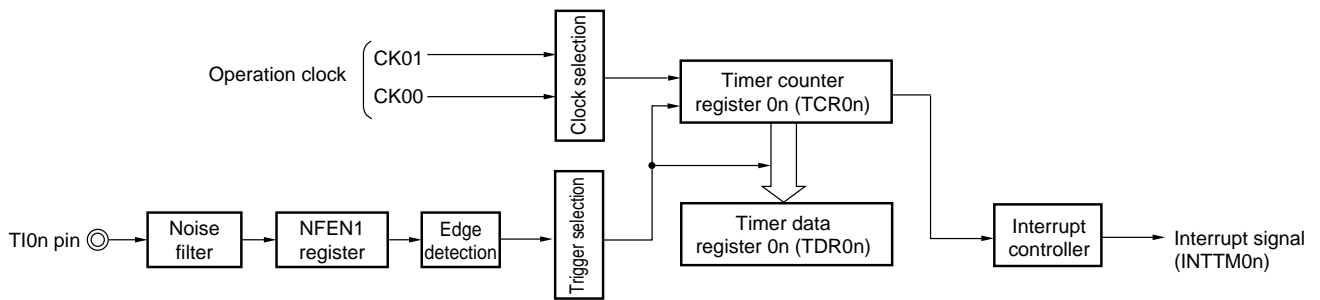 Operation clock
CK01
CK00
Clock selection
Timer counter
register 0n (TCR0n)
TI0n pin
Noise
filter
NFEN1
register
Edge
detection
Trigger selection
Timer data
register 0n (TDR0n)
Interrupt
controller
Interrupt signal
(INTTM0n)